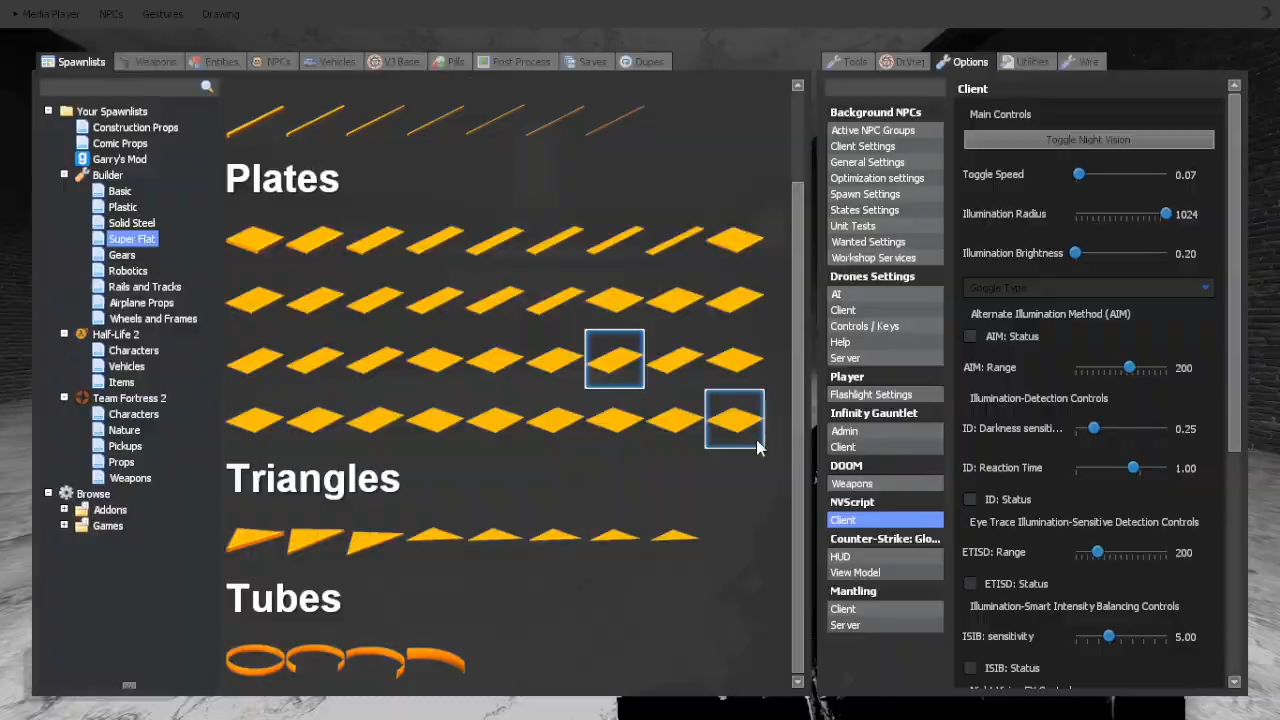 Media Player NPCs Gestures Drawing
Spawnlists Weapons Entities NPCs Vehicles VJ Base Pills Post Process Saves Dupes
Your Spawnlists
Construction Props
Comic Props
Garry's Mod
Builder
Basic
Plastic
Solid Steel
Super Flat
Gears
Robotics
Rails and Tracks
Airplane Props
Wheels and Frames
Half-Life 2
Characters
Vehicles
Items
Team Fortress 2
Characters
Nature
Pickups
Props
Weapons
Browse
Addons
Games
Plates
Triangles
Tubes
Tools DrVrej Options Utilities Wire
Background NPCs
Active NPC Groups
Client Settings
General Settings
Optimization settings
Spawn Settings
States Settings
Unit Tests
Wanted Settings
Workshop Services
Drones Settings
AI
Client
Controls / Keys
Help
Server
Player
Flashlight Settings
Infinity Gauntlet
Admin
Client
DOOM
Weapons
NVScript
Client
Counter-Strike: Glo...
HUD
View Model
Mantling
Client
Server
Client
Main Controls
Toggle Night Vision
Toggle Speed 0.07
Illumination Radius 1024
Illumination Brightness 0.20
Goggle Type
Alternate Illumination Method (AIM)
AIM: Status
AIM: Range 200
Illumination-Detection Controls
ID: Darkness sensiti... 0.25
ID: Reaction Time 1.00
ID: Status
Eye Trace Illumination-Sensitive Detection Controls
ETISD: Range 200
ETISD: Status
Illumination-Smart Intensity Balancing Controls
ISIB: sensitivity 5.00
ISIB: Status